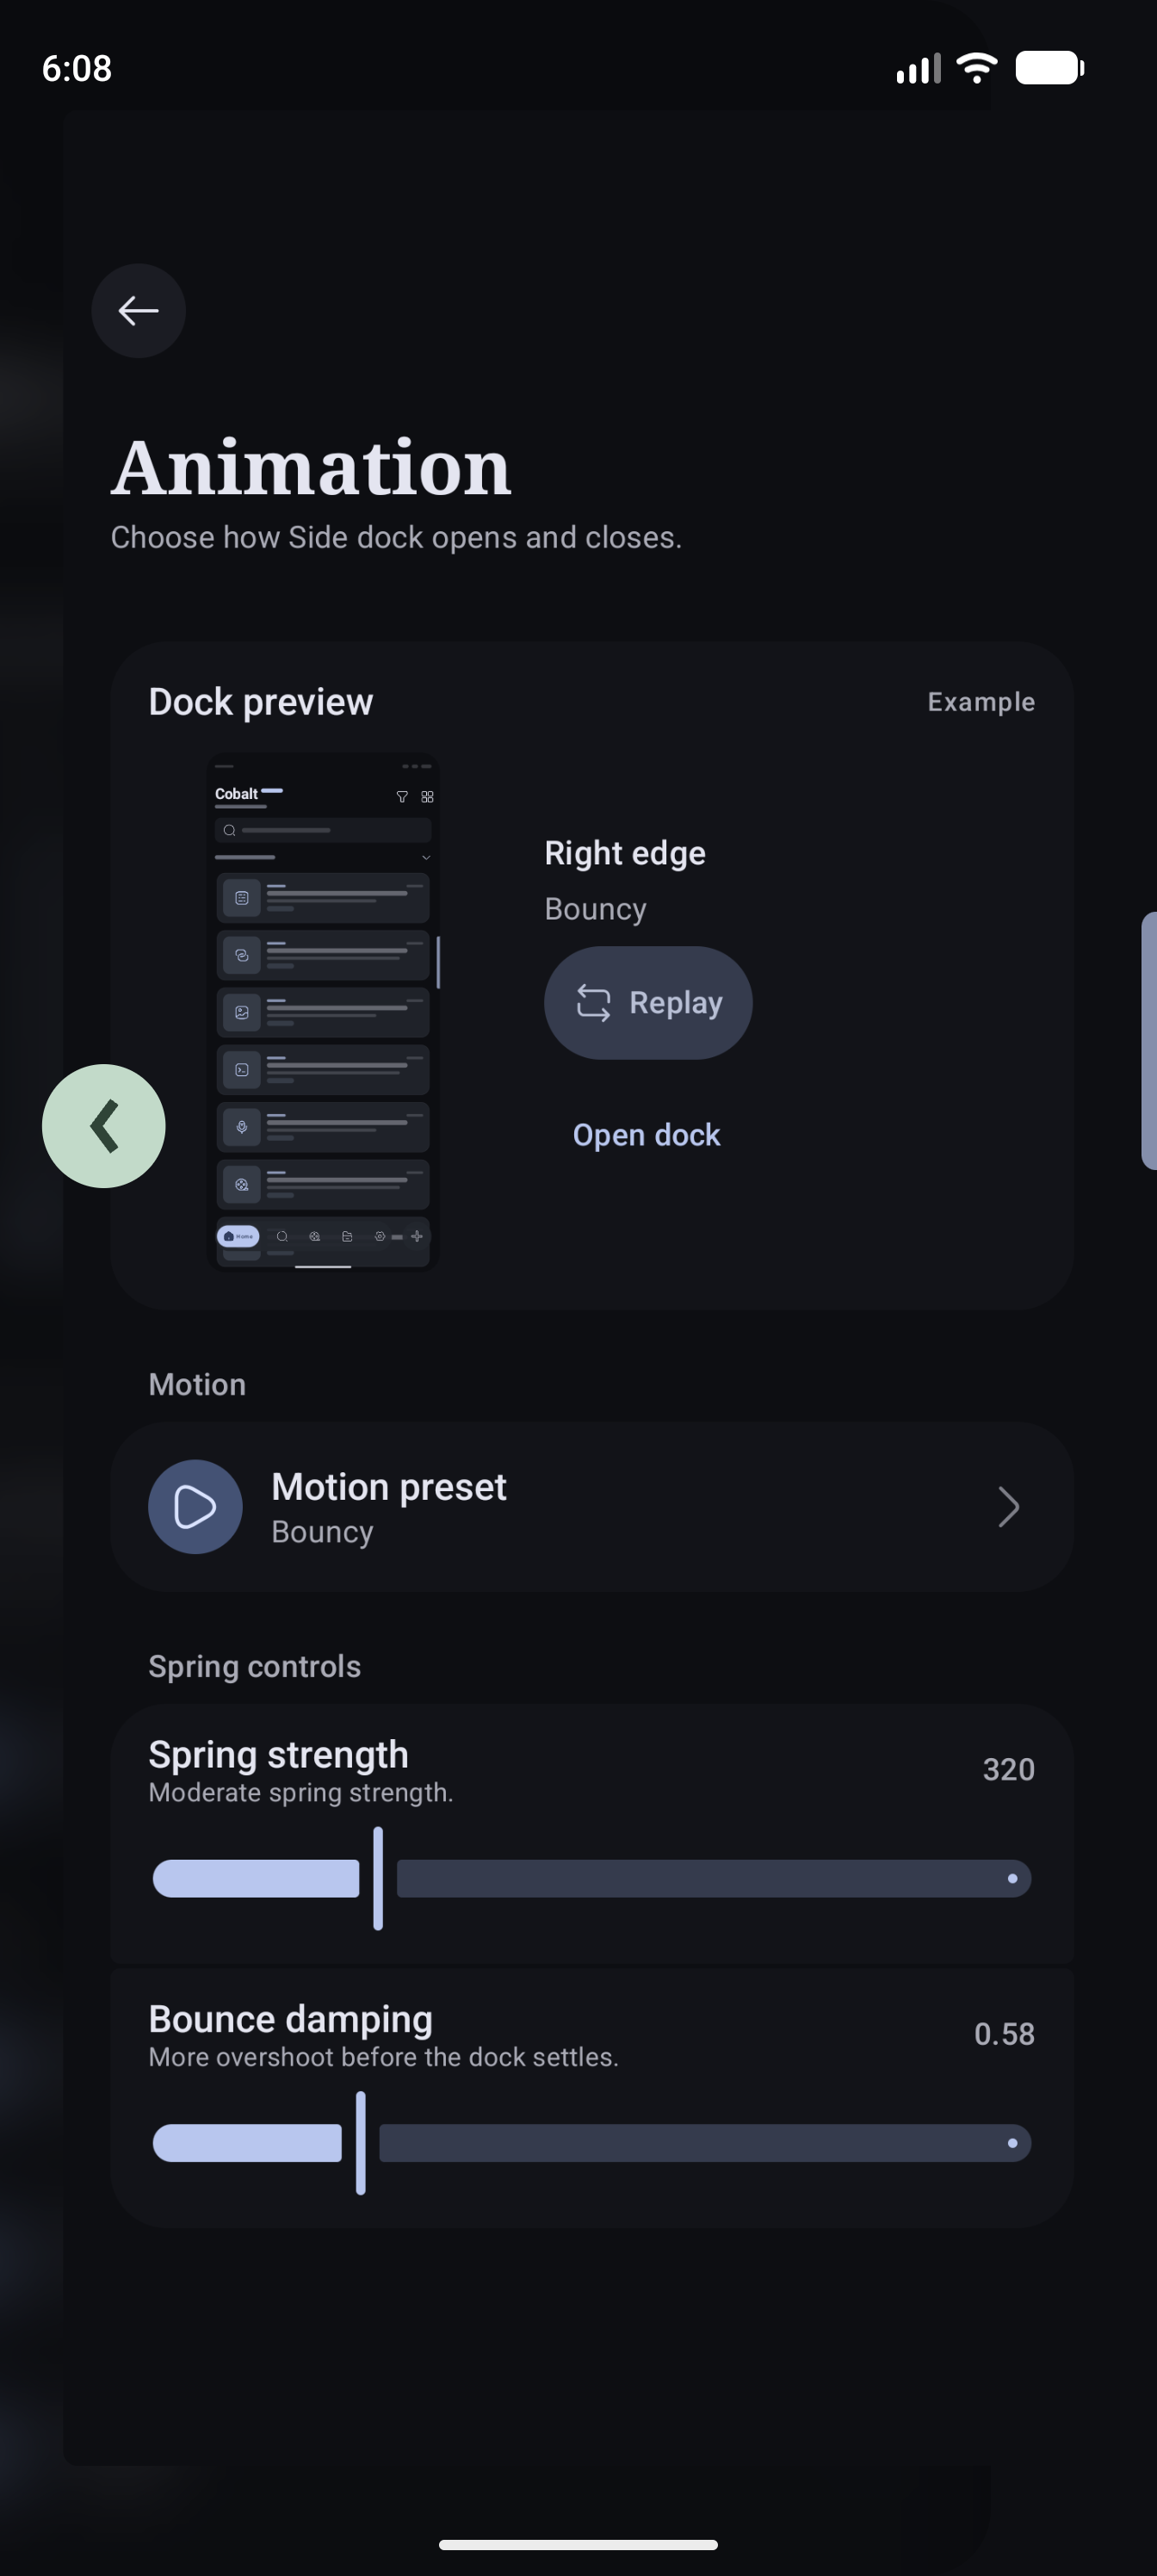 6:08
Animation
Choose how Side dock opens and closes.
Dock preview
Example
Cobalt
Right edge
Bouncy
Replay
Open dock
Home
Motion
Motion preset
Bouncy
Spring controls
Spring strength
320
Moderate spring strength.
Bounce damping
0.58
More overshoot before the dock settles.